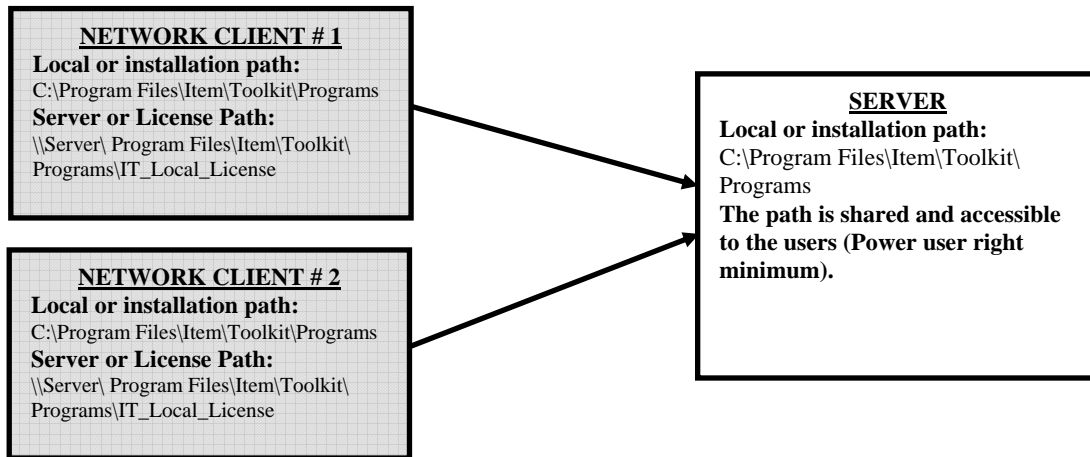 NETWORK CLIENT # 1
Local or installation path:
C:\Program Files\Item\Toolkit\Programs
Server or License Path:
\\Server\ Program Files\Item\Toolkit\
Programs\IT_Local_License
NETWORK CLIENT # 2
Local or installation path:
C:\Program Files\Item\Toolkit\Programs
Server or License Path:
\\Server\ Program Files\Item\Toolkit\
Programs\IT_Local_License
SERVER
Local or installation path:
C:\Program Files\Item\Toolkit\
Programs
The path is shared and accessible
to the users (Power user right
minimum).